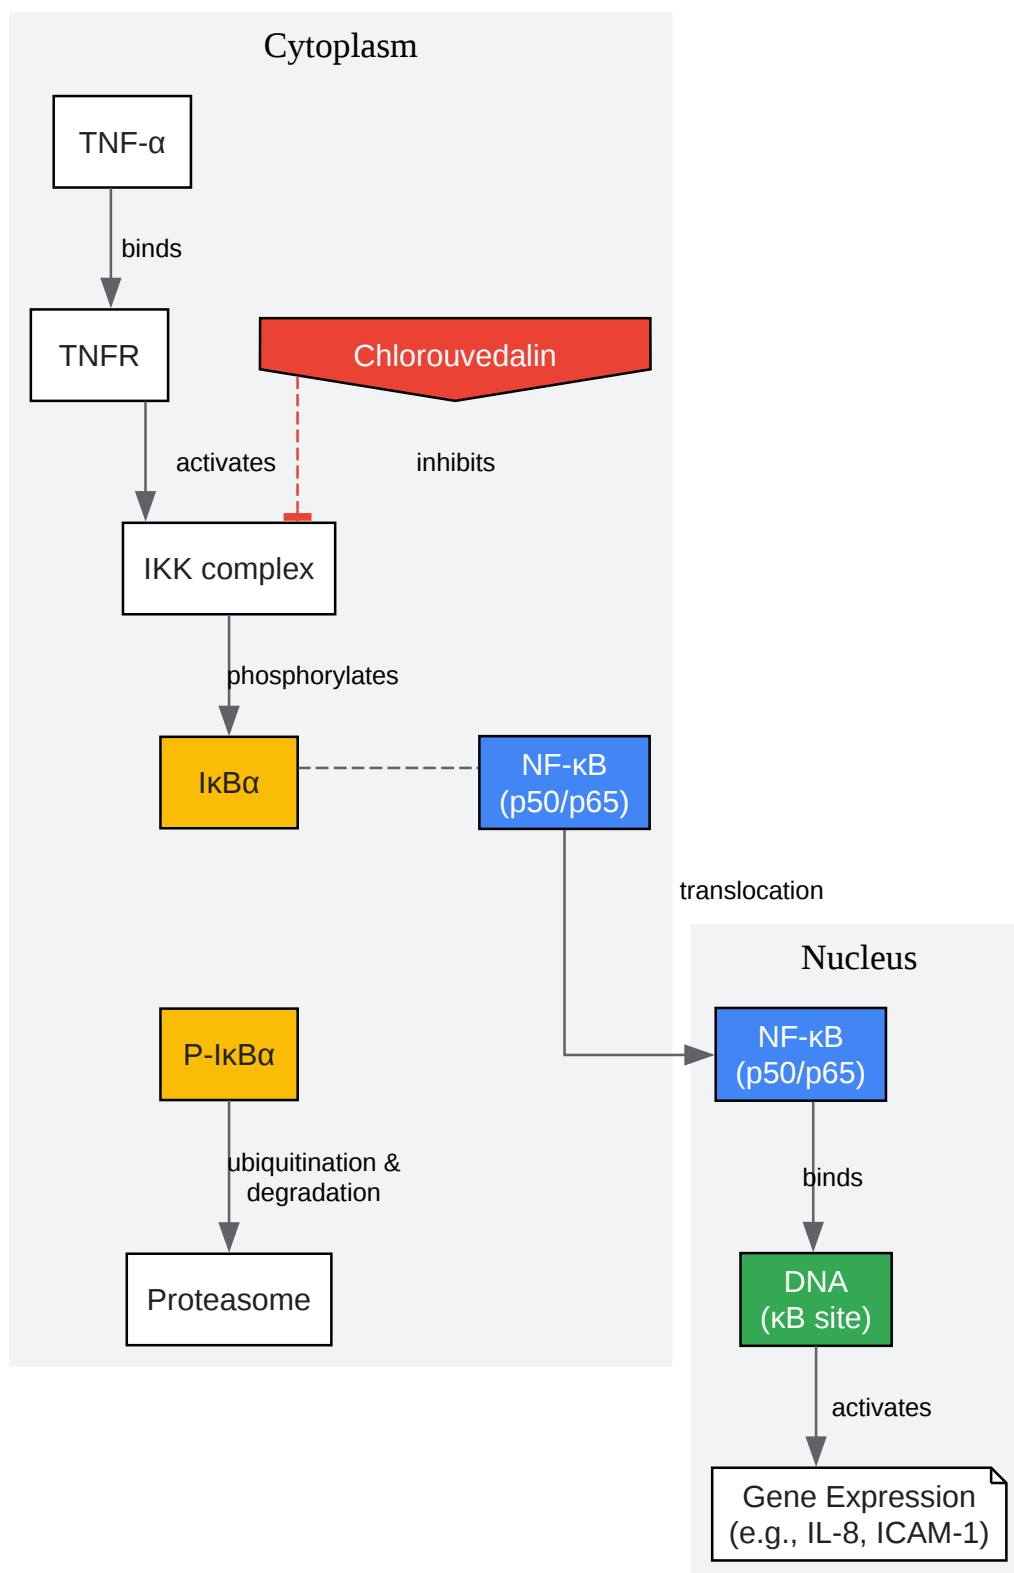 Cytoplasm
TNF-α
binds
TNFR
Chlorouvedalin
activates
inhibits
IKK complex
phosphorylates
IκBα
NF-κB
(p50/p65)
translocation
Nucleus
P-IκBα
NF-κB
(p50/p65)
ubiquitination &
degradation
binds
Proteasome
DNA
(κB site)
activates
Gene Expression
(e.g., IL-8, ICAM-1)